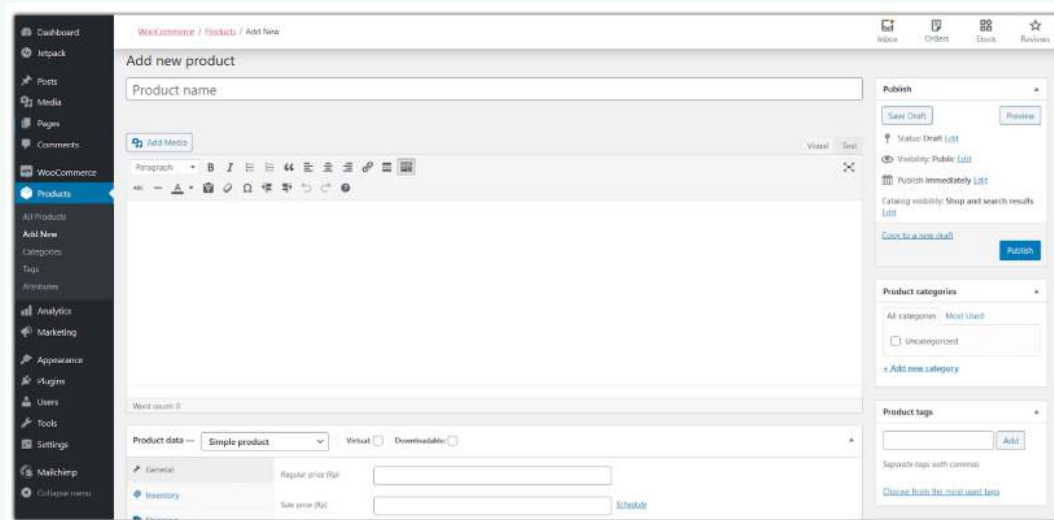 Dashboard
Jetpack
Posts
Media
Pages
Comments
WooCommerce
Products
All Products
Add New
Categories
Tags
Attributes
Analytics
Marketing
Appearance
Plugins
Users
Tools
Settings
Mailchimp
Collapse menu
WooCommerce / Products / Add New
Inbox
Orders
Stock
Reviews
Add new product
Product name
Add Media
Visual
Text
Paragraph
Word count: 0
Product data — Simple product
Virtual:
Downloadable:
General
Inventory
Shipping
Regular price (Rp)
Sale price (Rp)
Schedule
Publish
Save Draft
Preview
Status: Draft Edit
Visibility: Public Edit
Publish immediately Edit
Catalog visibility: Shop and search results
Edit
Copy to a new draft
Publish
Product categories
All categories
Most Used
Uncategorized
+ Add new category
Product tags
Add
Separate tags with commas
Choose from the most used tags